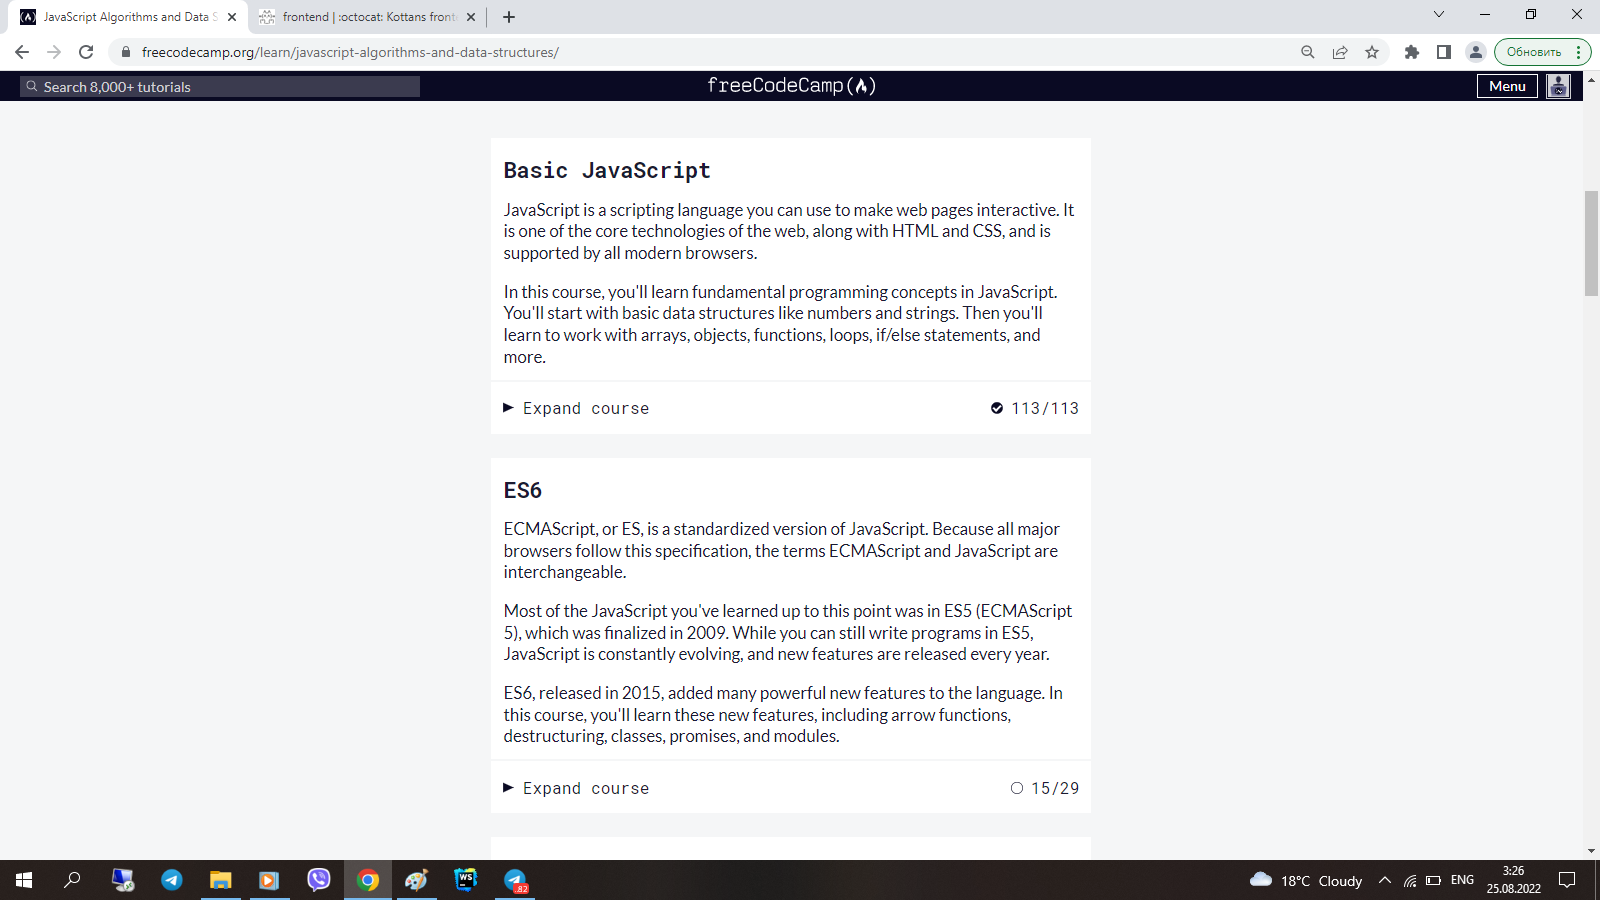 JavaScript Algorithms and Data S
frontend | :octocat: Kottans front
freecodecamp.org/learn/javascript-algorithms-and-data-structures/
Обновить
Search 8,000+ tutorials
freeCodeCamp
Menu
Basic JavaScript
JavaScript is a scripting language you can use to make web pages interactive. It
is one of the core technologies of the web, along with HTML and CSS, and is
supported by all modern browsers.
In this course, you'll learn fundamental programming concepts in JavaScript.
You'll start with basic data structures like numbers and strings. Then you'll
learn to work with arrays, objects, functions, loops, if/else statements, and
more.
Expand course 113/113
ES6
ECMAScript, or ES, is a standardized version of JavaScript. Because all major
browsers follow this specification, the terms ECMAScript and JavaScript are
interchangeable.
Most of the JavaScript you've learned up to this point was in ES5 (ECMAScript
5), which was finalized in 2009. While you can still write programs in ES5,
JavaScript is constantly evolving, and new features are released every year.
ES6, released in 2015, added many powerful new features to the language. In
this course, you'll learn these new features, including arrow functions,
destructuring, classes, promises, and modules.
Expand course 15/29
WS
82
18°C Cloudy
ENG
3:26
25.08.2022